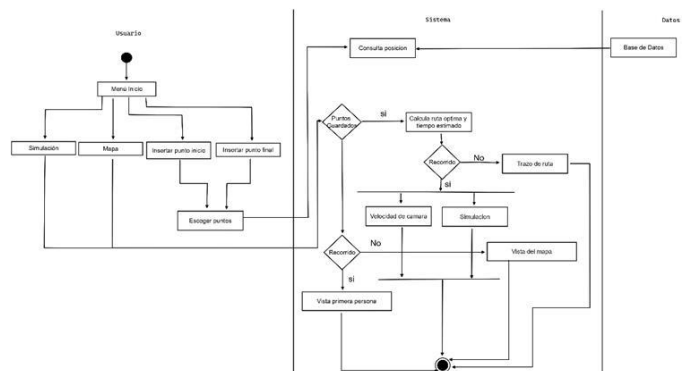 Usuario
Sistema
Datos
Consulta posicion
Base de Datos
Menu Inicio
Puntos
Guardados
si
Calcula ruta optima y
tiempo estimado
Simulación
Mapa
Insertar punto inicio
Insertar punto final
Recorrido
No
Trazo de ruta
si
Escoger puntos
Velocidad de camara
Simulacion
Recorrido
No
Vista del mapa
si
Vista primera persona